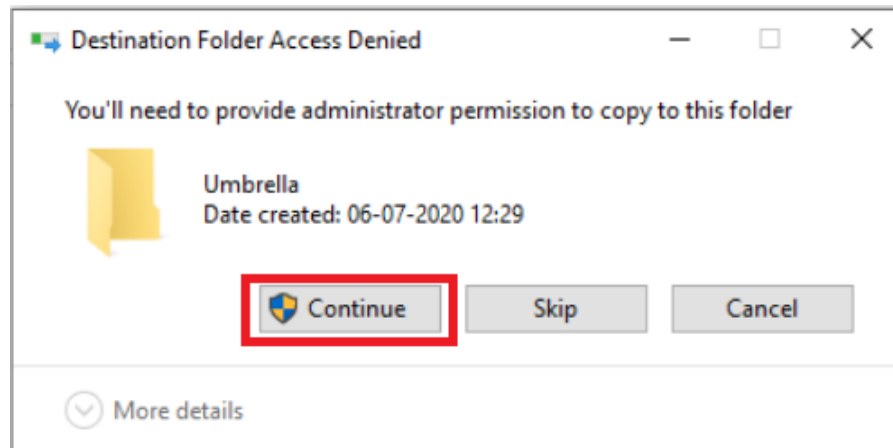 Destination Folder Access Denied
You'll need to provide administrator permission to copy to this folder
Umbrella
Date created: 06-07-2020 12:29
Continue
Skip
Cancel
More details